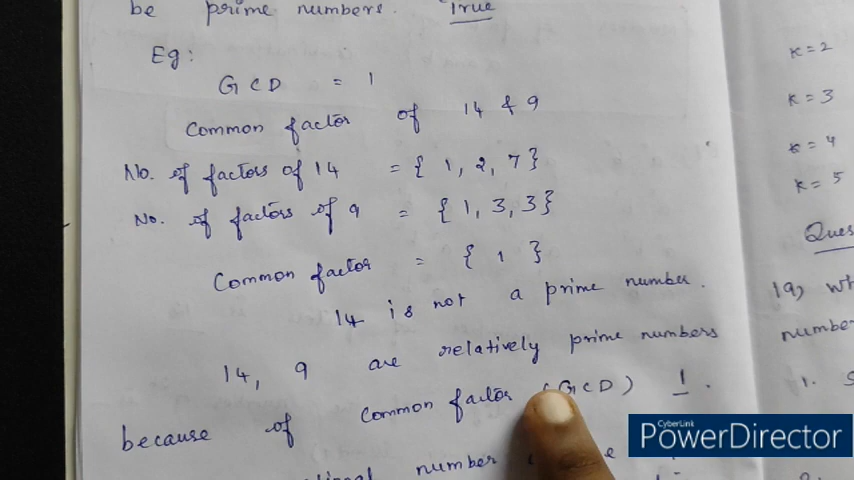 be prime numbers. True
Eg:
GCD = 1
Common factor of 14 & 9
No. of factors of 14 = { 1, 2, 7 }
No. of factors of 9 = { 1, 3, 3 }
Common factor = { 1 }
14 is not a prime number.
14, 9 are relatively prime numbers
because of common factor (GCD) 1.
number
K = 2
K = 3
K = 4
K = 5
Ques
19, wh
number
1. S
CyberLink
PowerDirector